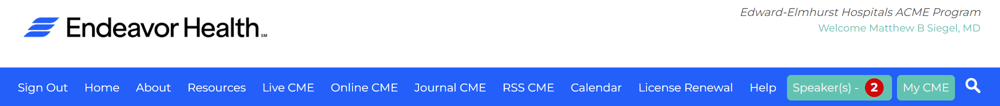 Endeavor Health SM
Edward-Elmhurst Hospitals ACME Program
Welcome Matthew B Siegel, MD
Sign Out Home About Resources Live CME Online CME Journal CME RSS CME Calendar License Renewal Help Speaker(s) - 2 My CME